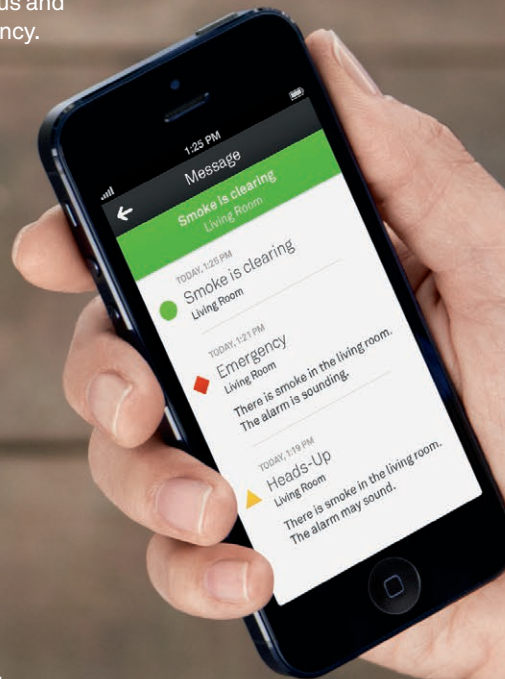 us and
ncy.
1:25 PM
Message
Smoke is clearing
Living Room
TODAY, 1:25 PM
Smoke is clearing
Living Room
TODAY, 1:21 PM
Emergency
Living Room
There is smoke in the living room.
The alarm is sounding.
TODAY, 1:19 PM
Heads-Up
Living Room
There is smoke in the living room.
The alarm may sound.